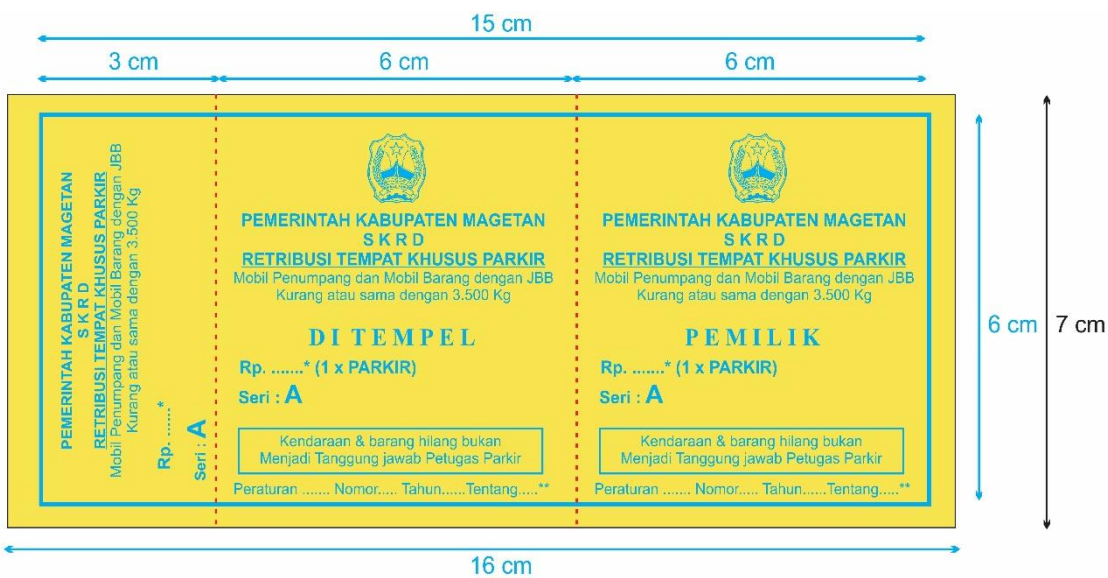 15 cm
3 cm
6 cm
6 cm
PEMERINTAH KABUPATEN MAGETAN
S K R D
RETRIBUSI TEMPAT KHUSUS PARKIR
Mobil Penumpang dan Mobil Barang dengan JBB
Kurang atau sama dengan 3.500 Kg
Rp. ......*
Seri : A
PEMERINTAH KABUPATEN MAGETAN
S K R D
RETRIBUSI TEMPAT KHUSUS PARKIR
Mobil Penumpang dan Mobil Barang dengan JBB
Kurang atau sama dengan 3.500 Kg
DI TEMPEL
Rp. .......* (1 x PARKIR)
Seri : A
Kendaraan & barang hilang bukan
Menjadi Tanggung jawab Petugas Parkir
Peraturan ....... Nomor..... Tahun......Tentang.....**
PEMERINTAH KABUPATEN MAGETAN
S K R D
RETRIBUSI TEMPAT KHUSUS PARKIR
Mobil Penumpang dan Mobil Barang dengan JBB
Kurang atau sama dengan 3.500 Kg
PEMILIK
Rp. .......* (1 x PARKIR)
Seri : A
Kendaraan & barang hilang bukan
Menjadi Tanggung jawab Petugas Parkir
Peraturan ....... Nomor..... Tahun......Tentang.....**
6 cm
7 cm
16 cm